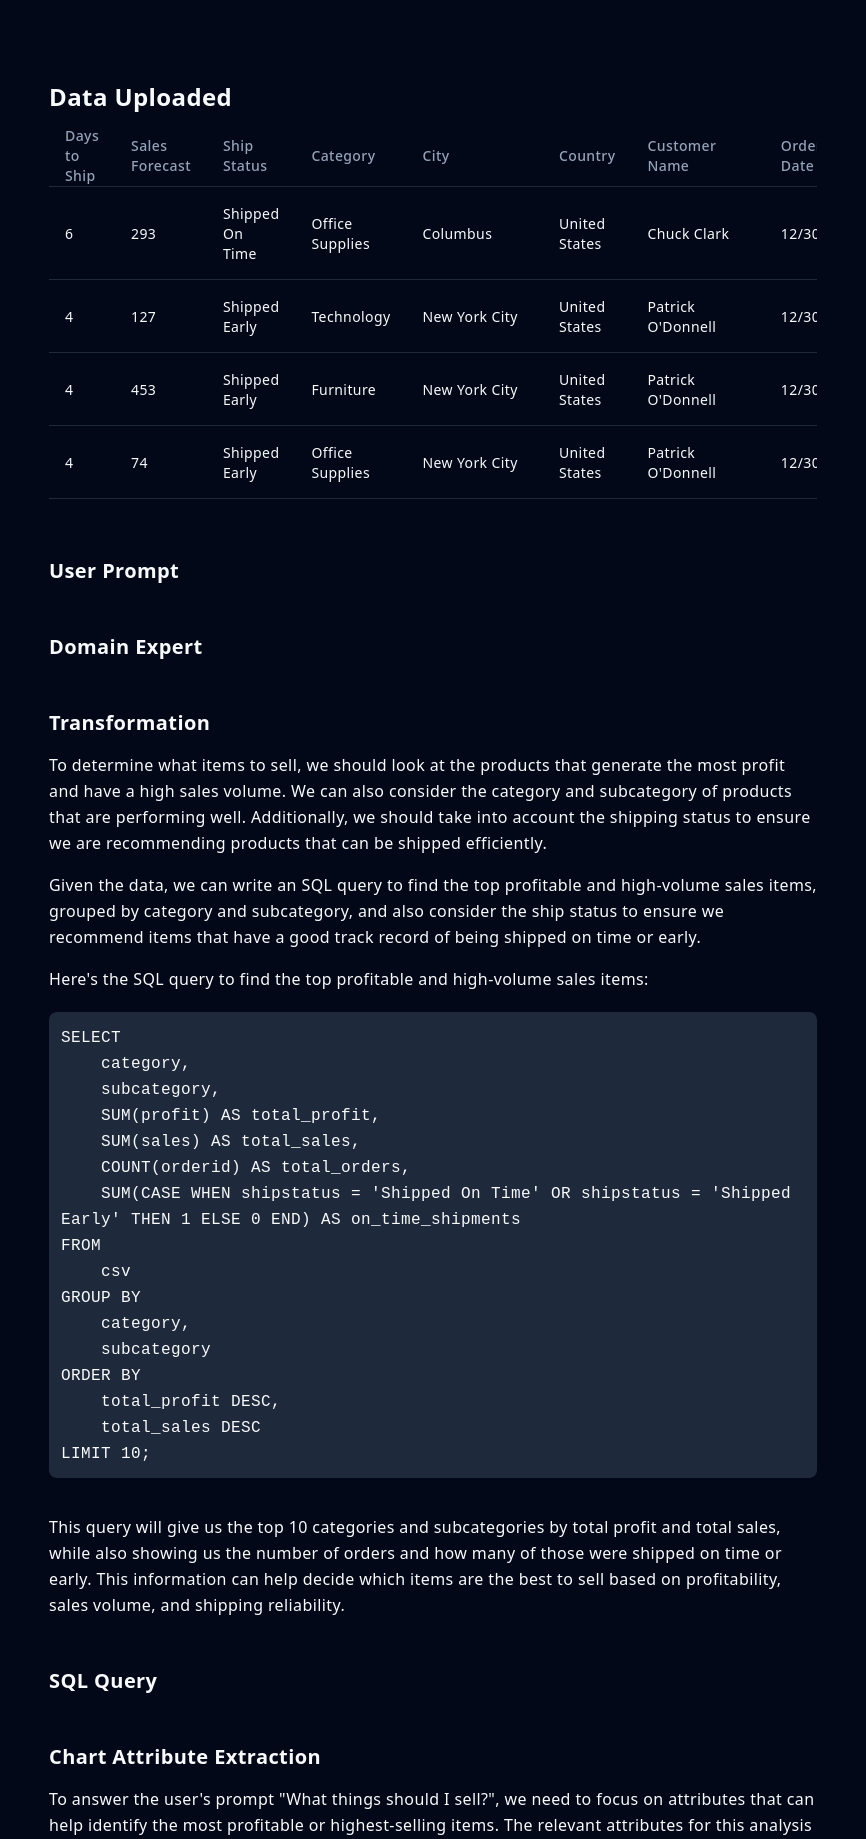 Data Uploaded
Days to Ship Sales Forecast Ship Status Category City Country Customer Name Date
6 293 Shipped On Time Office Supplies Columbus United States Chuck Clark
4 127 Shipped Early Technology New York City United States Patrick O'Donnell
4 453 Shipped Early Furniture New York City United States Patrick O'Donnell
4 74 Shipped Early Office Supplies New York City United States Patrick O'Donnell
User Prompt
Domain Expert
Transformation
To determine what items to sell, we should look at the products that generate the most profit
and have a high sales volume. We can also consider the category and subcategory of products
that are performing well. Additionally, we should take into account the shipping status to ensure
we are recommending products that can be shipped efficiently.
Given the data, we can write an SQL query to find the top profitable and high-volume sales items,
grouped by category and subcategory, and also consider the ship status to ensure we
recommend items that have a good track record of being shipped on time or early.
Here's the SQL query to find the top profitable and high-volume sales items:
SELECT
    category,
    subcategory,
    SUM(profit) AS total_profit,
    SUM(sales) AS total_sales,
    COUNT(orderid) AS total_orders,
    SUM(CASE WHEN shipstatus = 'Shipped On Time' OR shipstatus = 'Shipped
Early' THEN 1 ELSE 0 END) AS on_time_shipments
FROM
    csv
GROUP BY
    category,
    subcategory
ORDER BY
    total_profit DESC,
    total_sales DESC
LIMIT 10;
This query will give us the top 10 categories and subcategories by total profit and total sales,
while also showing us the number of orders and how many of those were shipped on time or
early. This information can help decide which items are the best to sell based on profitability,
sales volume, and shipping reliability.
SQL Query
Chart Attribute Extraction
To answer the user's prompt "What things should I sell?", we need to focus on attributes that can
help identify the most profitable or highest-selling items. The relevant attributes for this analysis